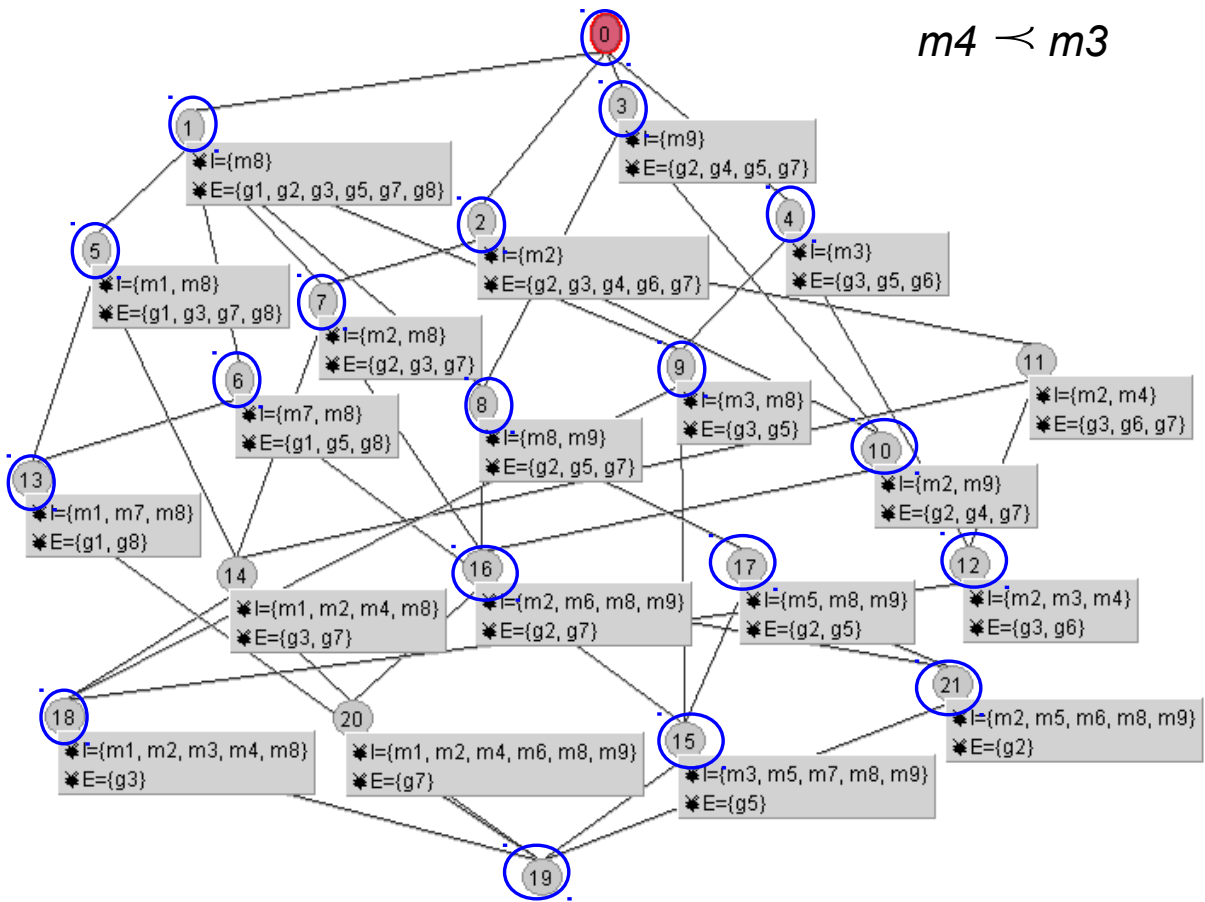 m4 ≺ m3
0
1
I={m8}
E={g1, g2, g3, g5, g7, g8}
3
I={m9}
E={g2, g4, g5, g7}
2
I={m2}
E={g2, g3, g4, g6, g7}
4
I={m3}
E={g3, g5, g6}
5
I={m1, m8}
E={g1, g3, g7, g8}
7
I={m2, m8}
E={g2, g3, g7}
6
I={m7, m8}
E={g1, g5, g8}
8
I={m8, m9}
E={g2, g5, g7}
9
I={m3, m8}
E={g3, g5}
11
I={m2, m4}
E={g3, g6, g7}
10
I={m2, m9}
E={g2, g4, g7}
13
I={m1, m7, m8}
E={g1, g8}
14
I={m1, m2, m4, m8}
E={g3, g7}
16
I={m2, m6, m8, m9}
E={g2, g7}
17
I={m5, m8, m9}
E={g2, g5}
12
I={m2, m3, m4}
E={g3, g6}
18
I={m1, m2, m3, m4, m8}
E={g3}
20
I={m1, m2, m4, m6, m8, m9}
E={g7}
15
I={m3, m5, m7, m8, m9}
E={g5}
21
I={m2, m5, m6, m8, m9}
E={g2}
19